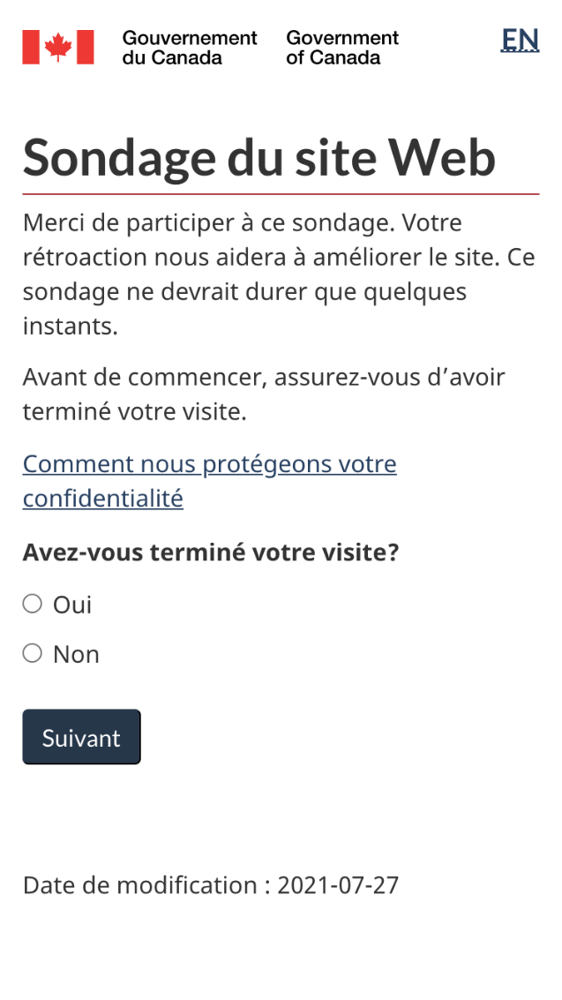 Gouvernement du Canada
Government of Canada
EN
Sondage du site Web
Merci de participer à ce sondage. Votre
rétroaction nous aidera à améliorer le site. Ce
sondage ne devrait durer que quelques
instants.
Avant de commencer, assurez-vous d’avoir
terminé votre visite.
Comment nous protégeons votre
confidentialité
Avez-vous terminé votre visite?
Oui
Non
Suivant
Date de modification : 2021-07-27